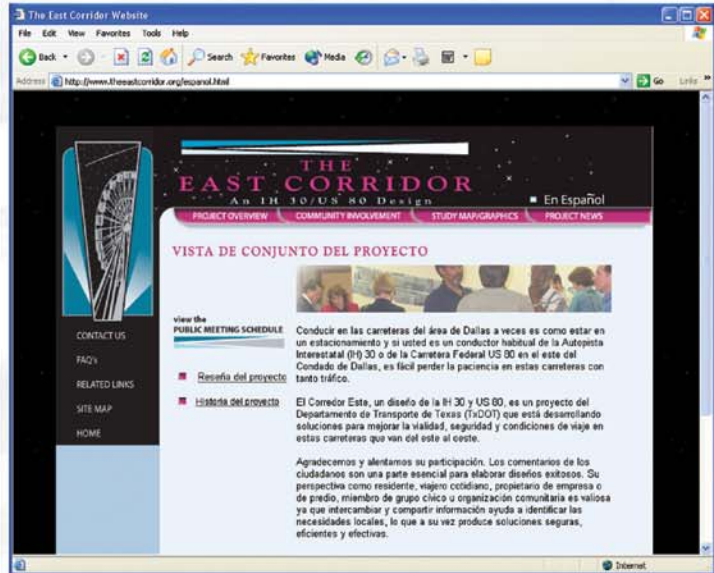 The East Corridor Website
File Edit View Favorites Tools Help
Back Search Favorites Media
Address http://www.theeastcorridor.org/espanol.html Go Links »
THE
EAST CORRIDOR
An IH 30/US 80 Design
En Español
PROJECT OVERVIEW COMMUNITY INVOLVEMENT STUDY MAP/GRAPHICS PROJECT NEWS
VISTA DE CONJUNTO DEL PROYECTO
view the
PUBLIC MEETING SCHEDULE
Reseña del proyecto
Historia del proyecto
CONTACT US
FAQ's
RELATED LINKS
SITE MAP
HOME
Conducir en las carreteras del área de Dallas a veces es como estar en
un estacionamiento y si usted es un conductor habitual de la Autopista
Interestatal (IH) 30 o de la Carretera Federal US 80 en el este del
Condado de Dallas, es fácil perder la paciencia en estas carreteras con
tanto tráfico.
El Corredor Este, un diseño de la IH 30 y US 80, es un proyecto del
Departamento de Transporte de Texas (TxDOT) que está desarrollando
soluciones para mejorar la vialidad, seguridad y condiciones de viaje en
estas carreteras que van del este al oeste.
Agradecemos y alentamos su participación. Los comentarios de los
ciudadanos son una parte esencial para elaborar diseños exitosos. Su
perspectiva como residente, viajero cotidiano, propietario de empresa o
de predio, miembro de grupo cívico u organización comunitaria es valiosa
ya que intercambiar y compartir información ayuda a identificar las
necesidades locales, lo que a su vez produce soluciones seguras,
eficientes y efectivas.
Internet